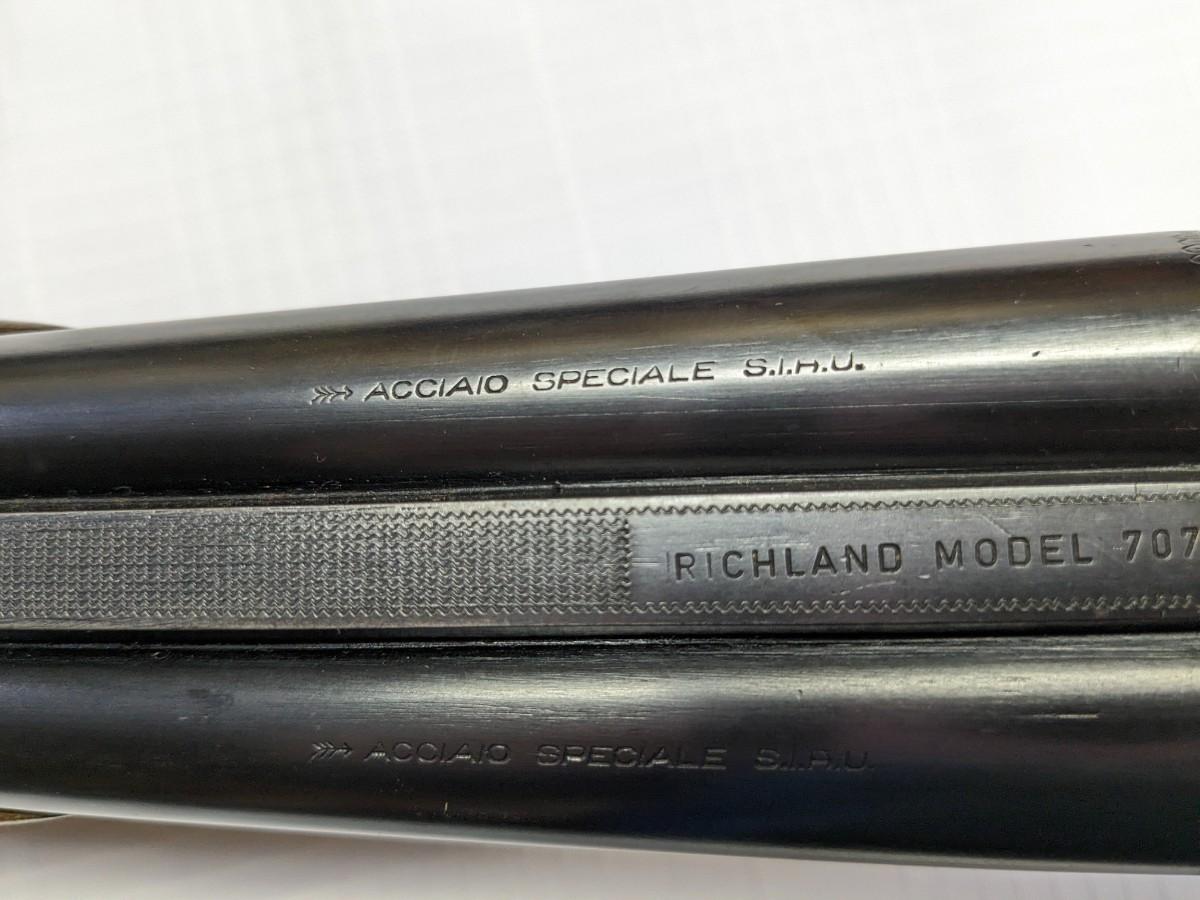 ACCIAIO SPECIALE S.I.A.U.
RICHLAND MODEL 707
ACCIAIO SPECIALE S.I.A.U.